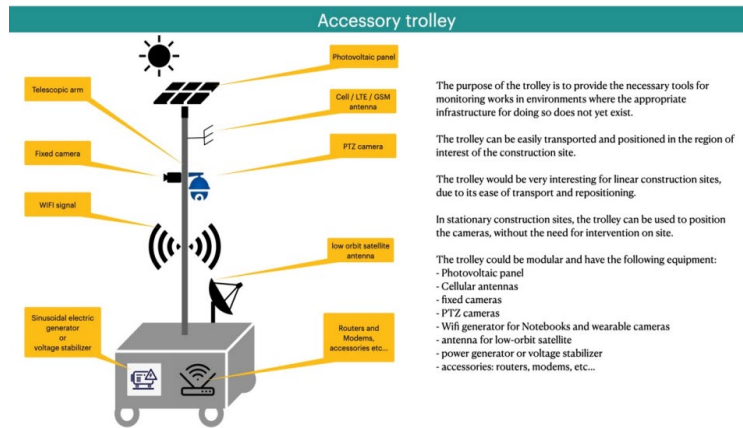 Accessory trolley
Photovoltaic panel
Telescopic arm
Cell / LTE / GSM
antenna
Fixed camera
PTZ camera
WIFI signal
low orbit satellite
antenna
Sinusoidal electric
generator
or
voltage stabilizer
Routers and
Modems,
accessories etc...
The purpose of the trolley is to provide the necessary tools for
monitoring works in environments where the appropriate
infrastructure for doing so does not yet exist.
The trolley can be easily transported and positioned in the region of
interest of the construction site.
The trolley would be very interesting for linear construction sites,
due to its ease of transport and repositioning.
In stationary construction sites, the trolley can be used to position
the cameras, without the need for intervention on site.
The trolley could be modular and have the following equipment:
- Photovoltaic panel
- Cellular antennas
- fixed cameras
- PTZ cameras
- Wifi generator for Notebooks and wearable cameras
- antenna for low-orbit satellite
- power generator or voltage stabilizer
- accessories: routers, modems, etc...